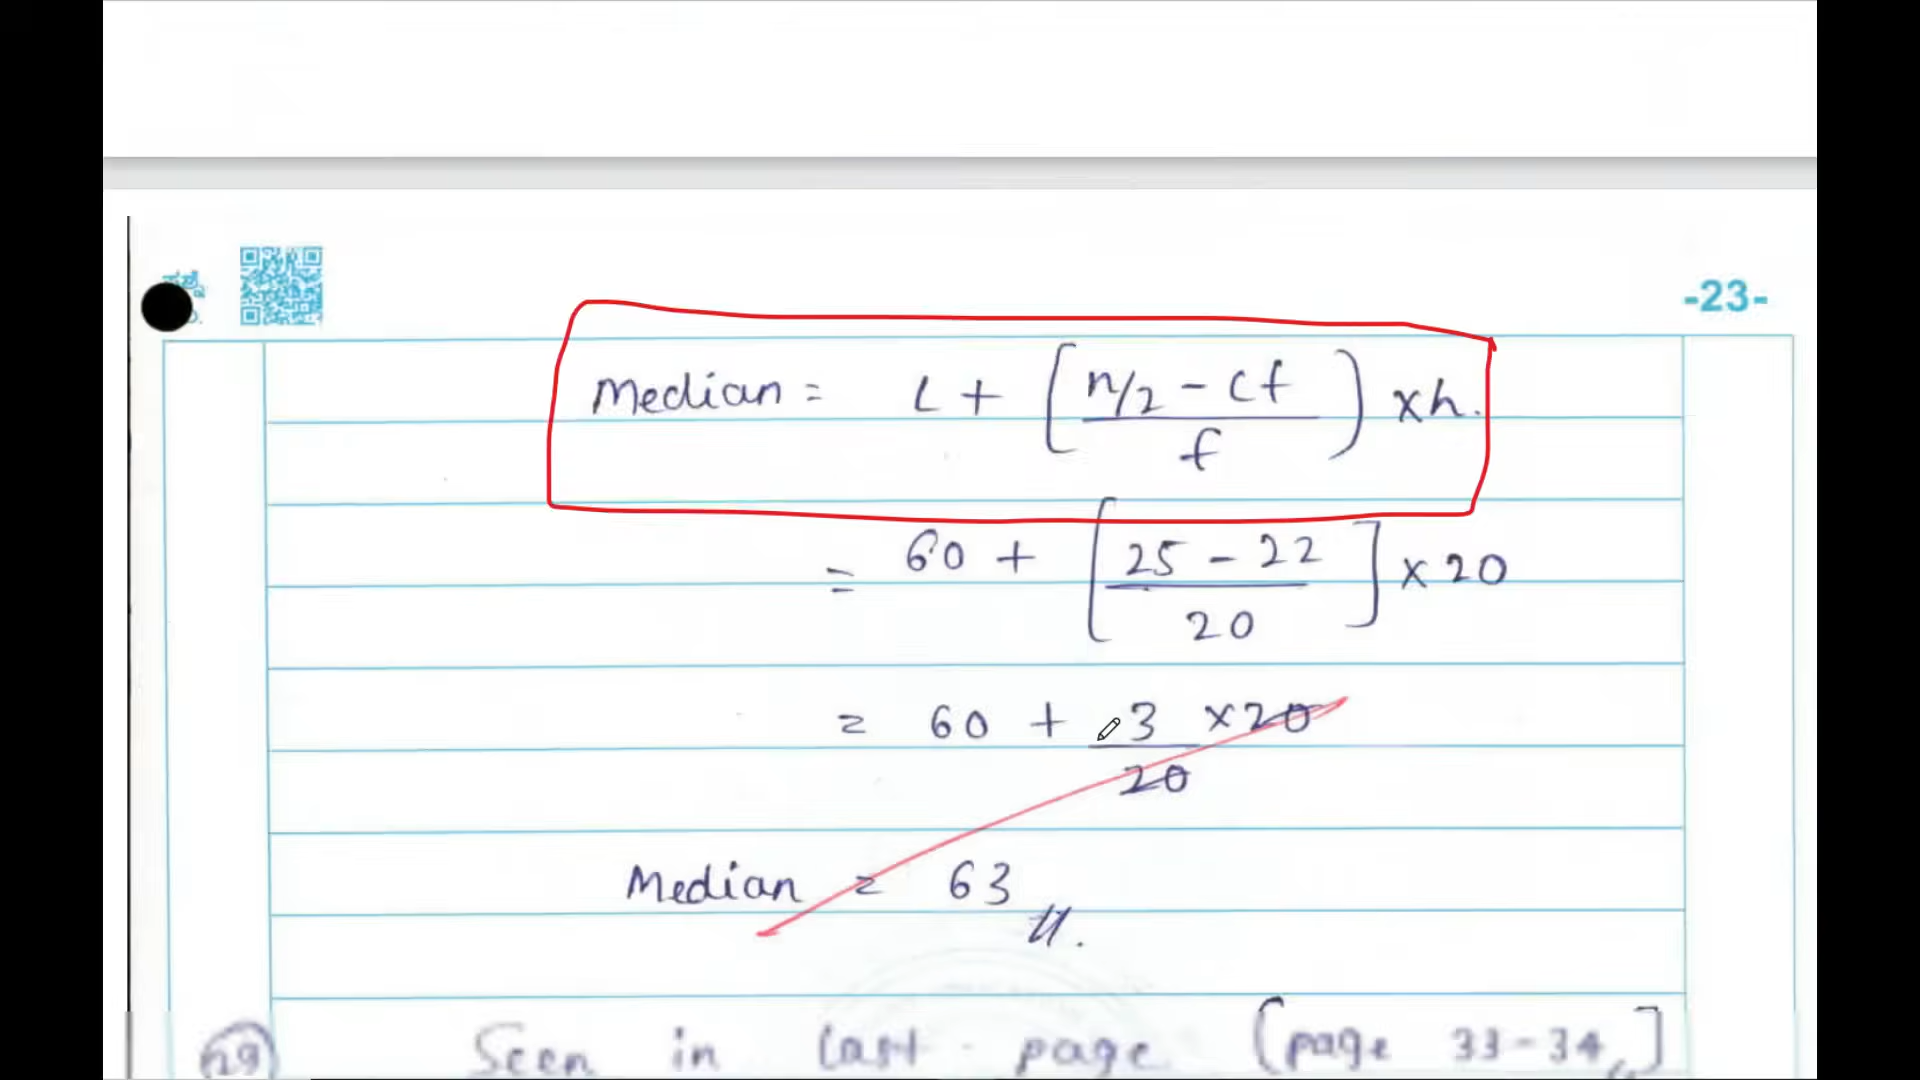 -23-
Median = L + [ n/2 - cf / f ) xh.
= 60 + [ 25 - 22 / 20 ] x 20
= 60 + 3 / 20 x 20
Median = 63 //.
29 Seen in last page [page 33-34,,]